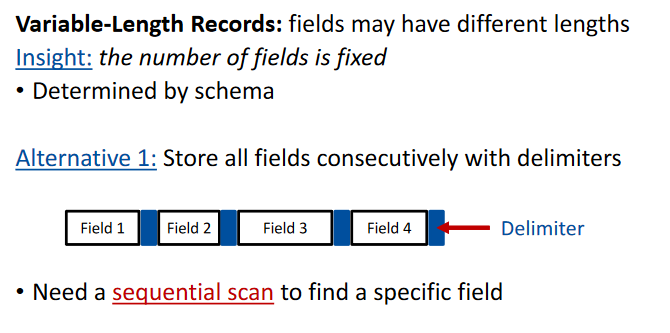 Variable-Length Records: fields may have different lengths
Insight: the number of fields is fixed
• Determined by schema
Alternative 1: Store all fields consecutively with delimiters
Field 1 Field 2 Field 3 Field 4 Delimiter
• Need a sequential scan to find a specific field